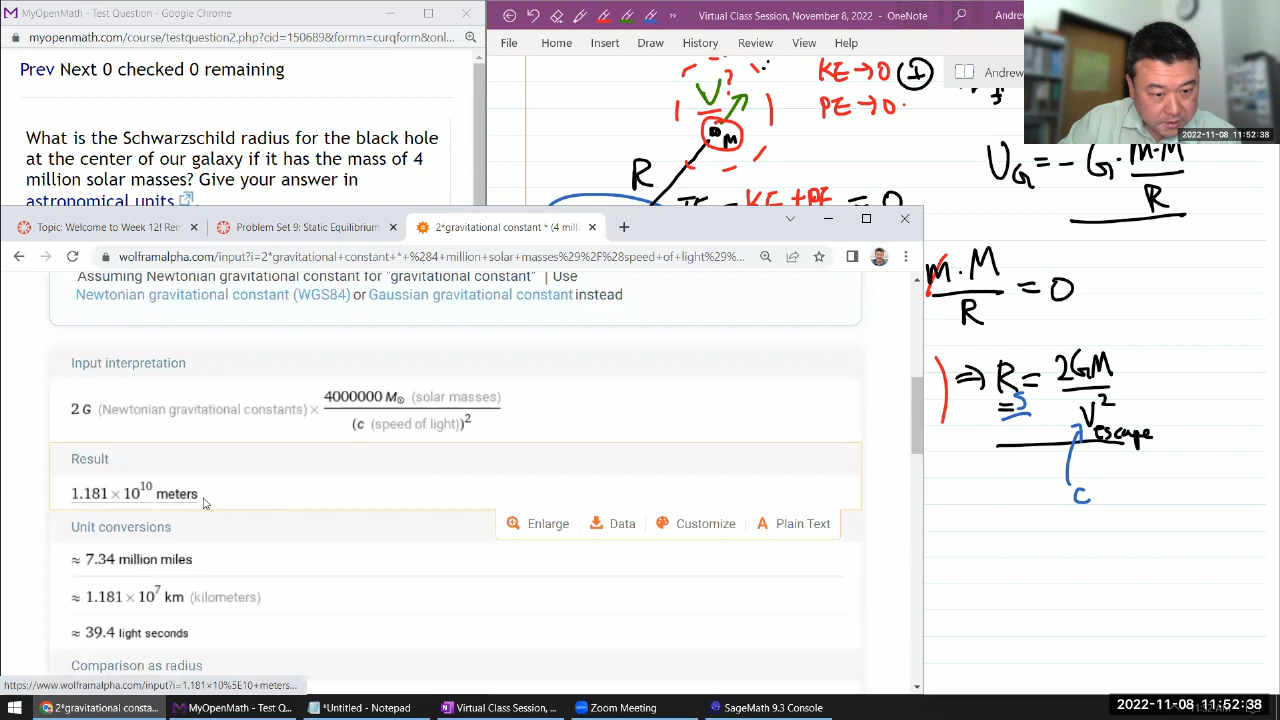 MyOpenMath - Test Question - Google Chrome
myopenmath.com/course/testquestion2.php?cid=150689&formn=curqform&onl...
Prev Next 0 checked 0 remaining
What is the Schwarzschild radius for the black hole
at the center of our galaxy if it has the mass of 4
million solar masses? Give your answer in
astronomical units
Virtual Class Session, November 8, 2022 - OneNote
Andrew
File Home Insert Draw History Review View Help
Andrew
KE → 0 I
PE → 0
V ?
m
R
KE + PE = 0
U_G = - G · m·M / R
m · M / R = 0
⇒ R = 2GM / V² escape
= S
c
2022-11-08 11:52:38
Topic: Welcome to Week 12! Rem
Problem Set 9: Static Equilibrium
2*gravitational constant * (4 milli
wolframalpha.com/input?i=2*gravitational+constant+*+%284+million+solar+masses%29%2F%28speed+of+light%29%...
Assuming Newtonian gravitational constant for "gravitational constant" | Use
Newtonian gravitational constant (WGS84) or Gaussian gravitational constant instead
Input interpretation
2 G (Newtonian gravitational constants) × 4000000 M☉ (solar masses) / (c (speed of light))²
Result
1.181 × 10¹⁰ meters
Enlarge Data Customize Plain Text
Unit conversions
≈ 7.34 million miles
≈ 1.181 × 10⁷ km (kilometers)
≈ 39.4 light seconds
Comparison as radius
https://www.wolframalpha.com/input?i=1.181×10%5E10+meters...
2*gravitational consta...
MyOpenMath - Test Q...
*Untitled - Notepad
Virtual Class Session, ...
Zoom Meeting
SageMath 9.3 Console
2022-11-08 11:52:38